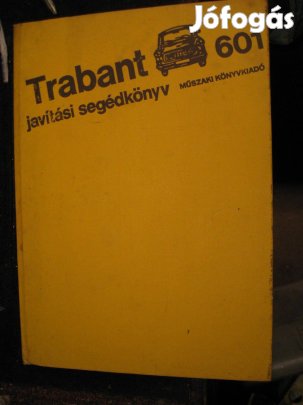 Jófogás
Trabant 601
javítási segédkönyv
MŰSZAKI KÖNYVKIADÓ